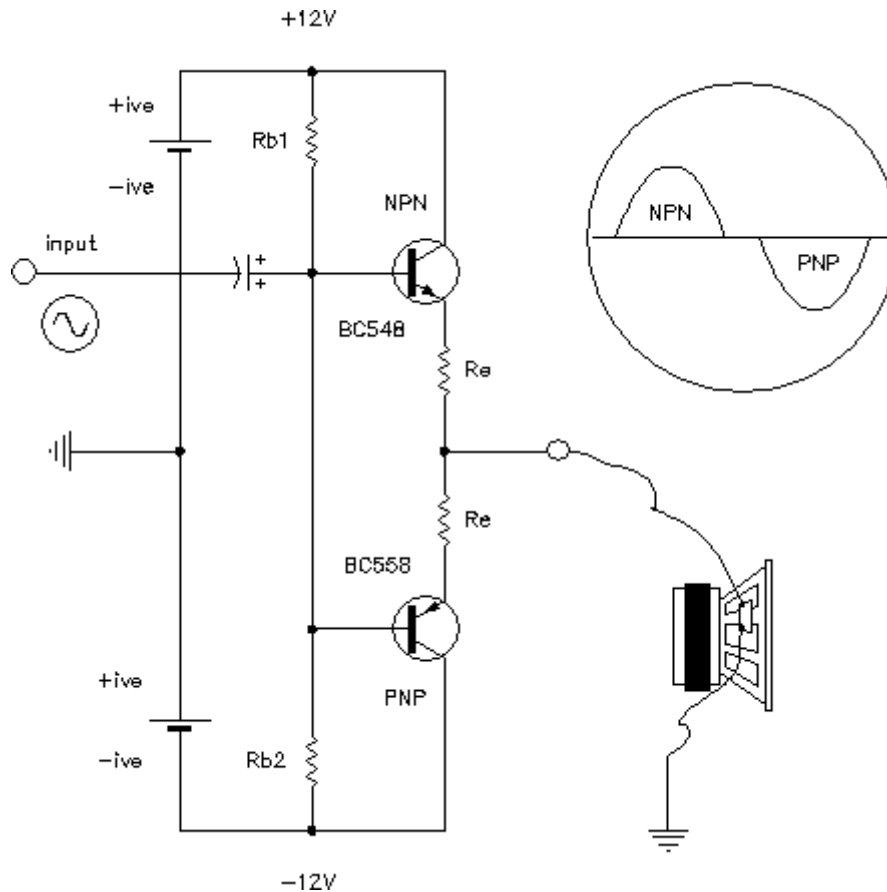 +12V
+ive
Rb1
-ive
NPN
NPN
input
+
+
PNP
BC548
Re
Re
BC558
+ive
PNP
-ive
Rb2
-12V